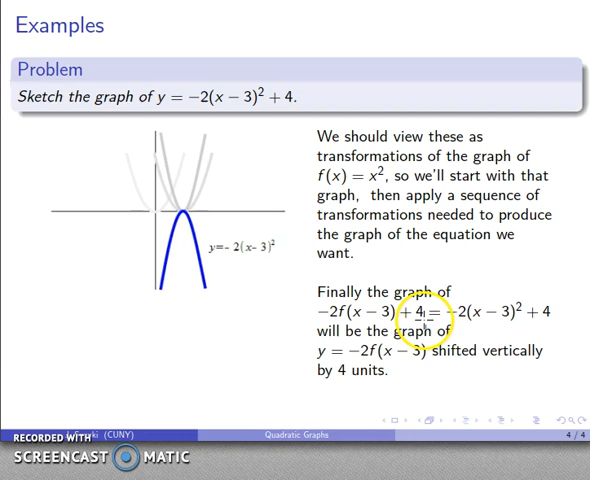 Examples
Problem
Sketch the graph of y = −2(x − 3)² + 4.
We should view these as
transformations of the graph of
f(x) = x², so we'll start with that
graph, then apply a sequence of
transformations needed to produce
the graph of the equation we
want.
y=- 2(x- 3)²
Finally the graph of
−2f(x − 3) + 4 = −2(x − 3)² + 4
will be the graph of
y = −2f(x − 3) shifted vertically
by 4 units.
(CUNY)
Quadratic Graphs
4 / 4
RECORDED WITH
SCREENCAST MATIC